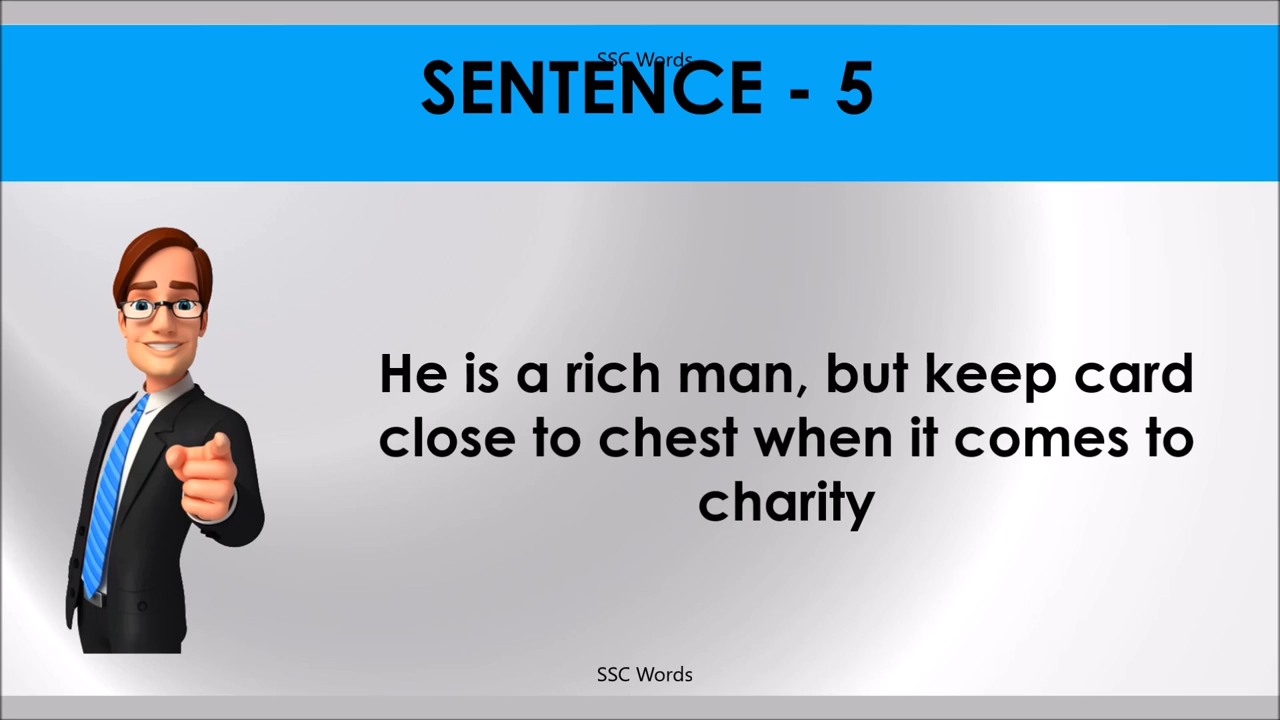 SSC Words
SENTENCE - 5
He is a rich man, but keep card
close to chest when it comes to
charity
SSC Words